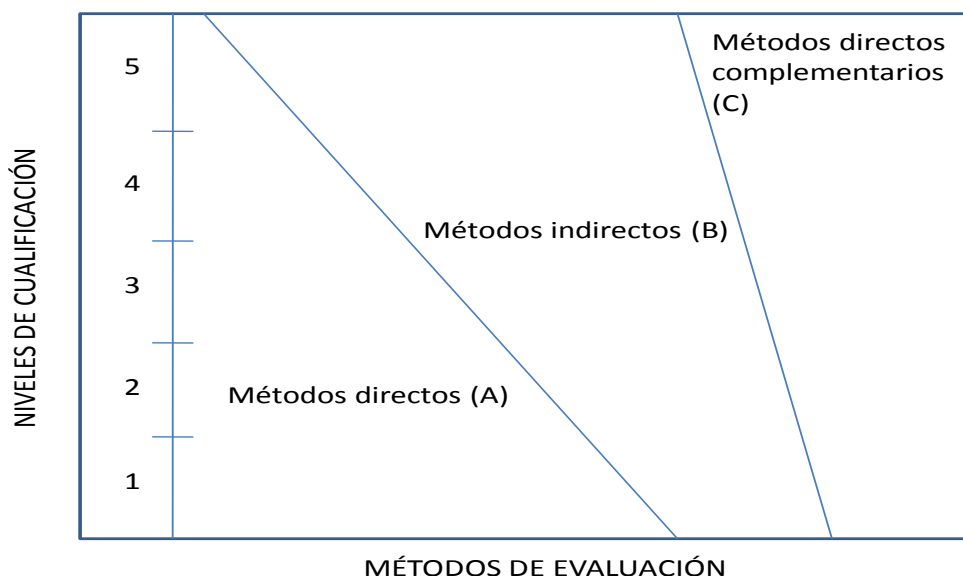 NIVELES DE CUALIFICACIÓN
5
4
3
2
1
Métodos directos
complementarios
(C)
Métodos indirectos (B)
Métodos directos (A)
MÉTODOS DE EVALUACIÓN